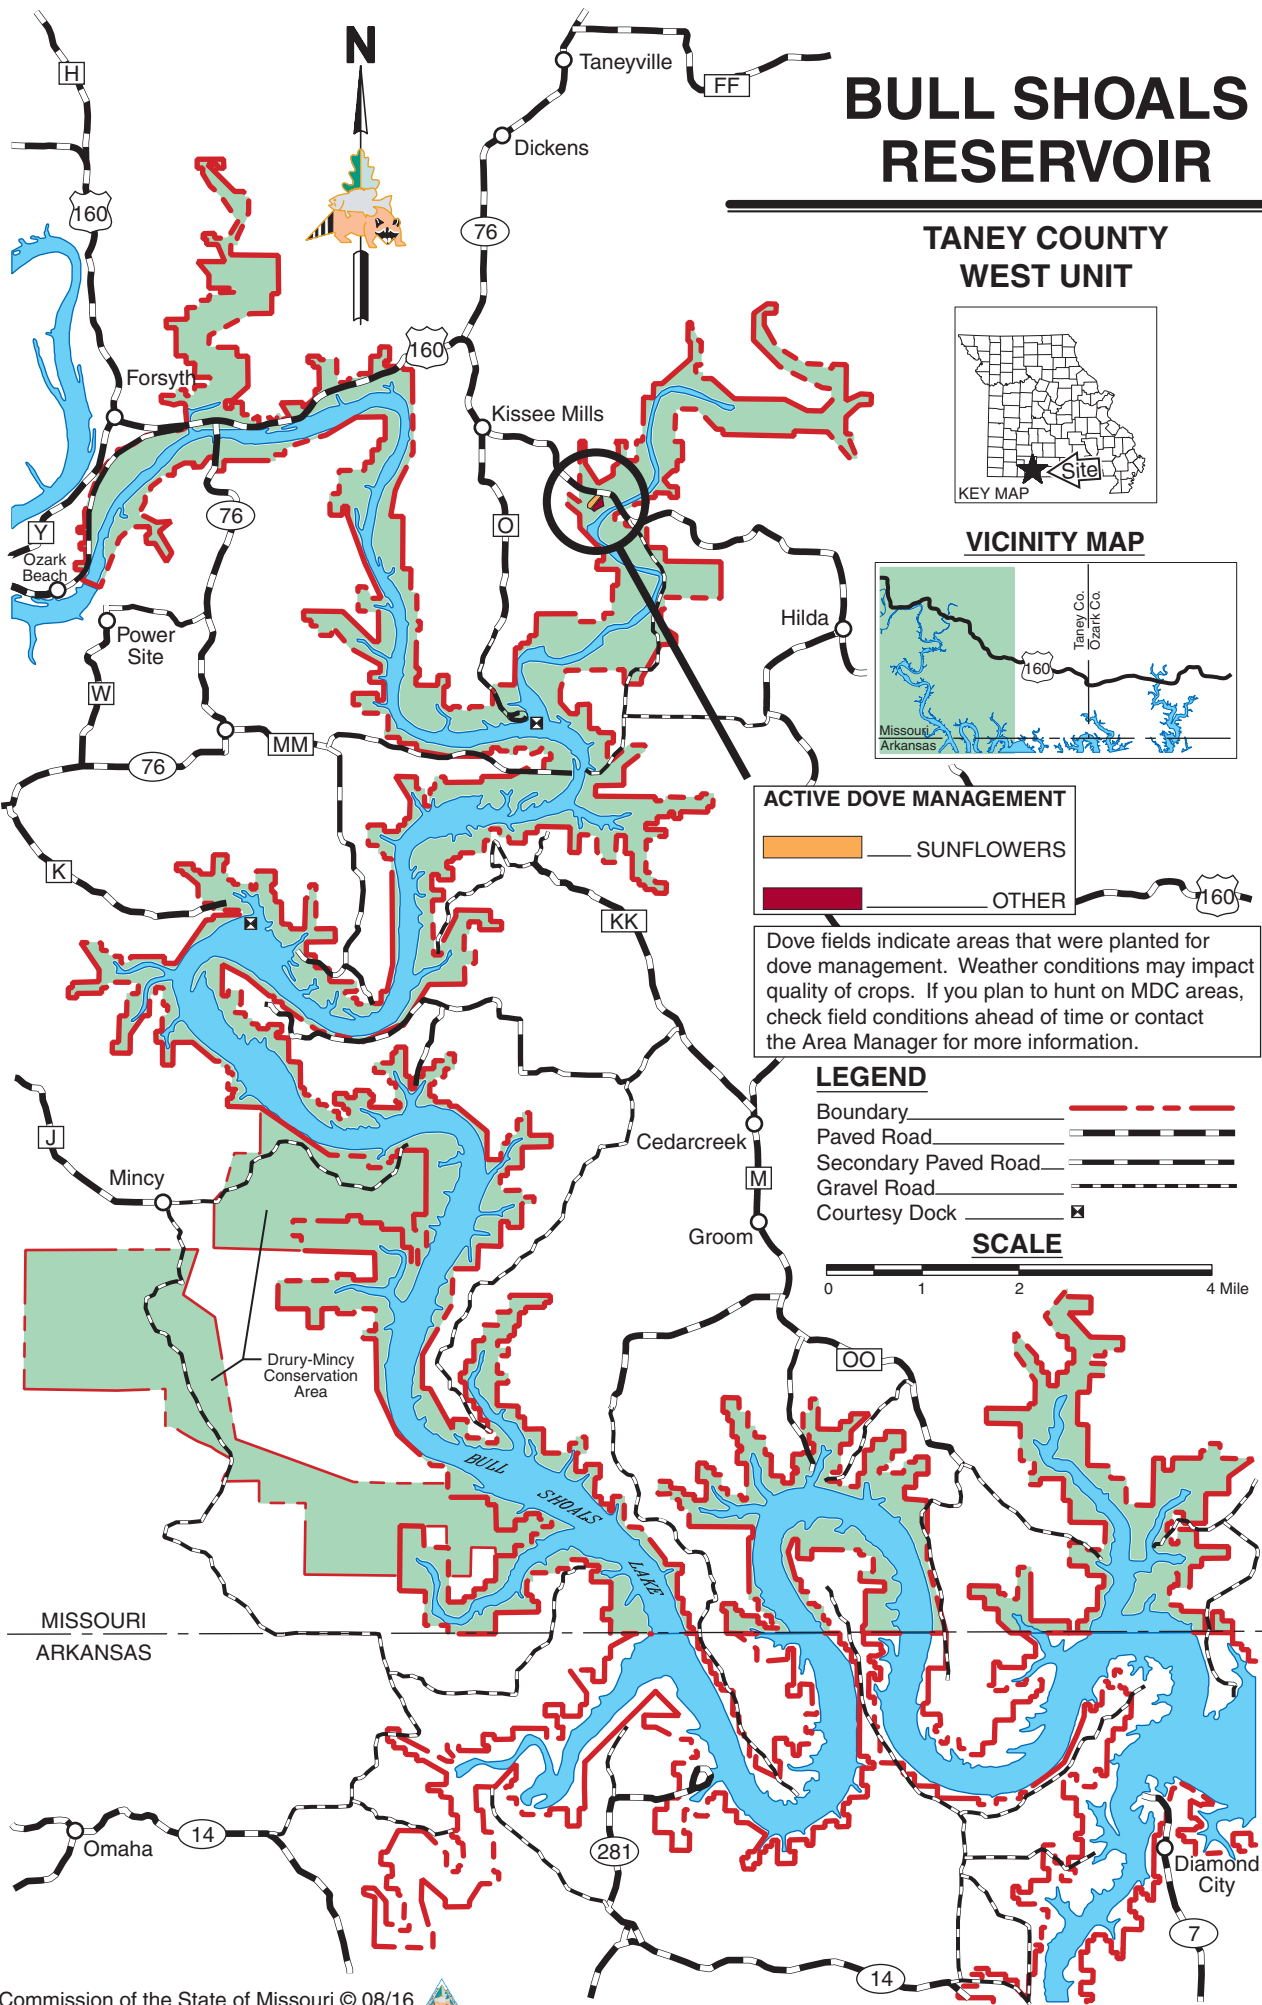 BULL SHOALS
RESERVOIR
TANEY COUNTY
WEST UNIT
N
H
160
Taneyville
FF
Dickens
76
160
Forsyth
Kissee Mills
Site
KEY MAP
VICINITY MAP
Taney Co.
Ozark Co.
160
Missouri
Arkansas
Y
Ozark
Beach
76
O
Hilda
Power
Site
W
MM
76
K
ACTIVE DOVE MANAGEMENT
SUNFLOWERS
OTHER
160
KK
Dove fields indicate areas that were planted for
dove management. Weather conditions may impact
quality of crops. If you plan to hunt on MDC areas,
check field conditions ahead of time or contact
the Area Manager for more information.
LEGEND
Boundary
Paved Road
Secondary Paved Road
Gravel Road
Courtesy Dock
SCALE
0 1 2 4 Mile
J
Mincy
Cedarcreek
M
Groom
OO
Drury-Mincy
Conservation
Area
BULL
SHOALS
LAKE
MISSOURI
ARKANSAS
Omaha
14
281
Diamond
City
7
14
Commission of the State of Missouri © 08/16